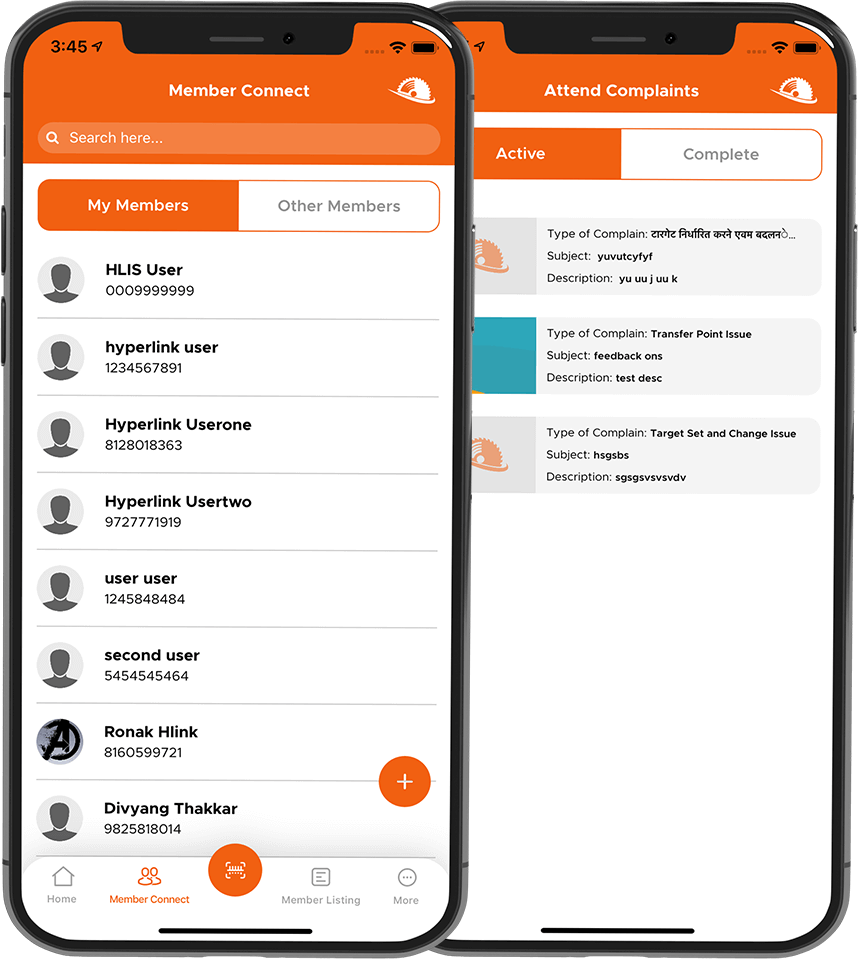 3:45
Member Connect
Search here...
My Members
Other Members
HLIS User
0009999999
hyperlink user
1234567891
Hyperlink Userone
8128018363
Hyperlink Usertwo
9727771919
user user
1245848484
second user
5454545464
Ronak Hlink
8160599721
Divyang Thakkar
9825818014
Home
Member Connect
Member Listing
More
Attend Complaints
Active
Complete
Type of Complain: टारगेट निर्धारित करने एवम बदलने...
Subject: yuvutcyfyf
Description: yu uu j uu k
Type of Complain: Transfer Point Issue
Subject: feedback ons
Description: test desc
Type of Complain: Target Set and Change Issue
Subject: hsgsbs
Description: sgsgsvsvsvdv